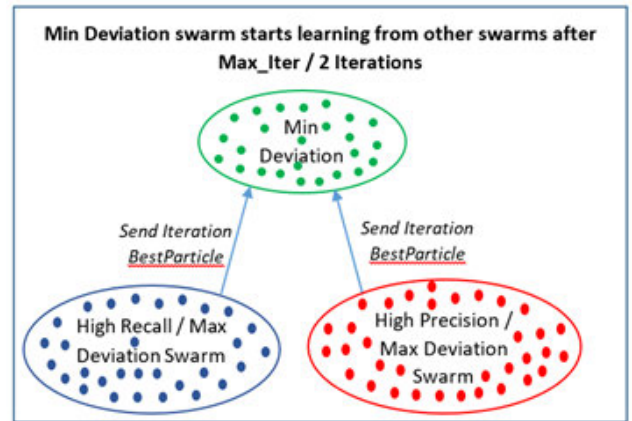 Min Deviation swarm starts learning from other swarms after
Max_Iter / 2 Iterations
Min
Deviation
Send Iteration
BestParticle
Send Iteration
BestParticle
High Recall / Max
Deviation Swarm
High Precision /
Max Deviation
Swarm